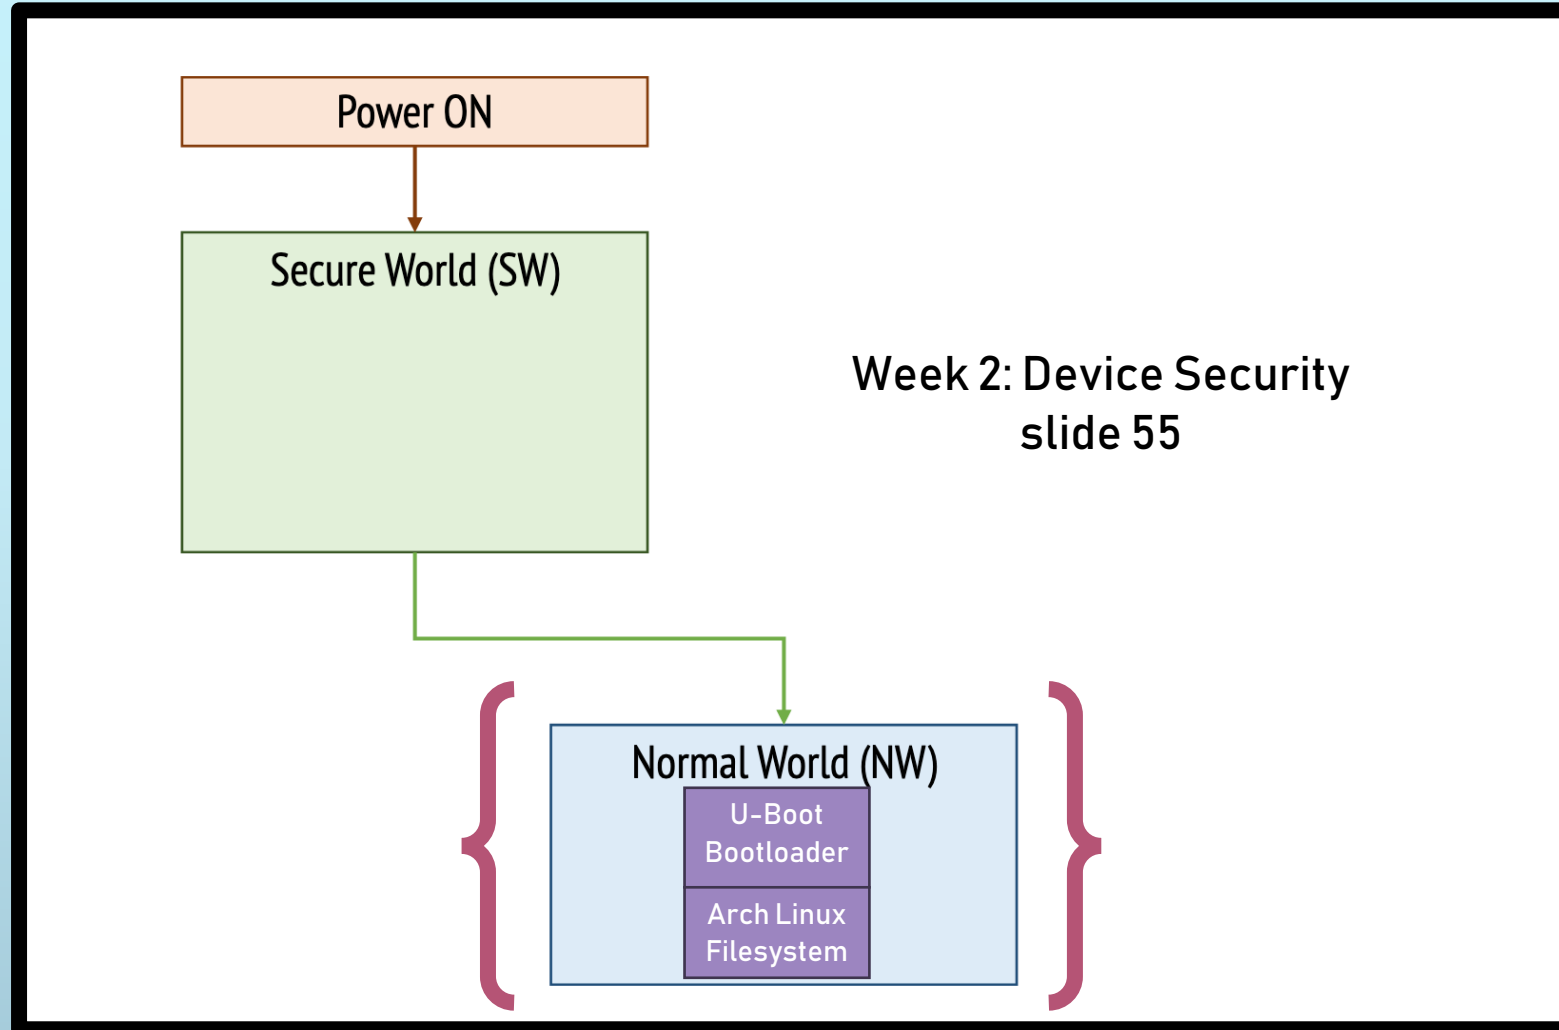 Power ON
Secure World (SW)
Week 2: Device Security
slide 55
Normal World (NW)
U-Boot
Bootloader
Arch Linux
Filesystem